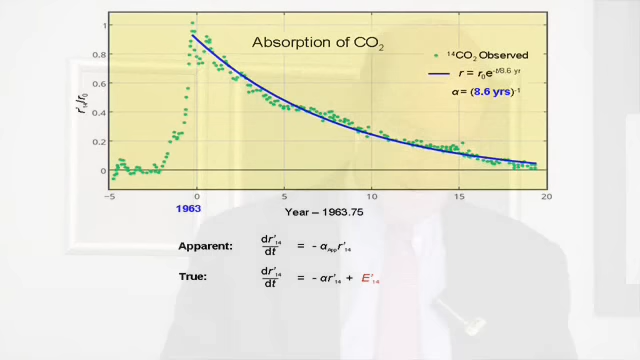 Absorption of CO₂
¹⁴CO₂ Observed
r = r₀e⁻ᵗ/⁸·⁶ ʸʳ
α = (8.6 yrs)⁻¹
r'₁₄/r₀
1
0.8
0.6
0.4
0.2
0
−5 0 5 10 15 20
1963
Year − 1963.75
Apparent: dr'₁₄/dt = - α_App r'₁₄
True: dr'₁₄/dt = - αr'₁₄ + E'₁₄